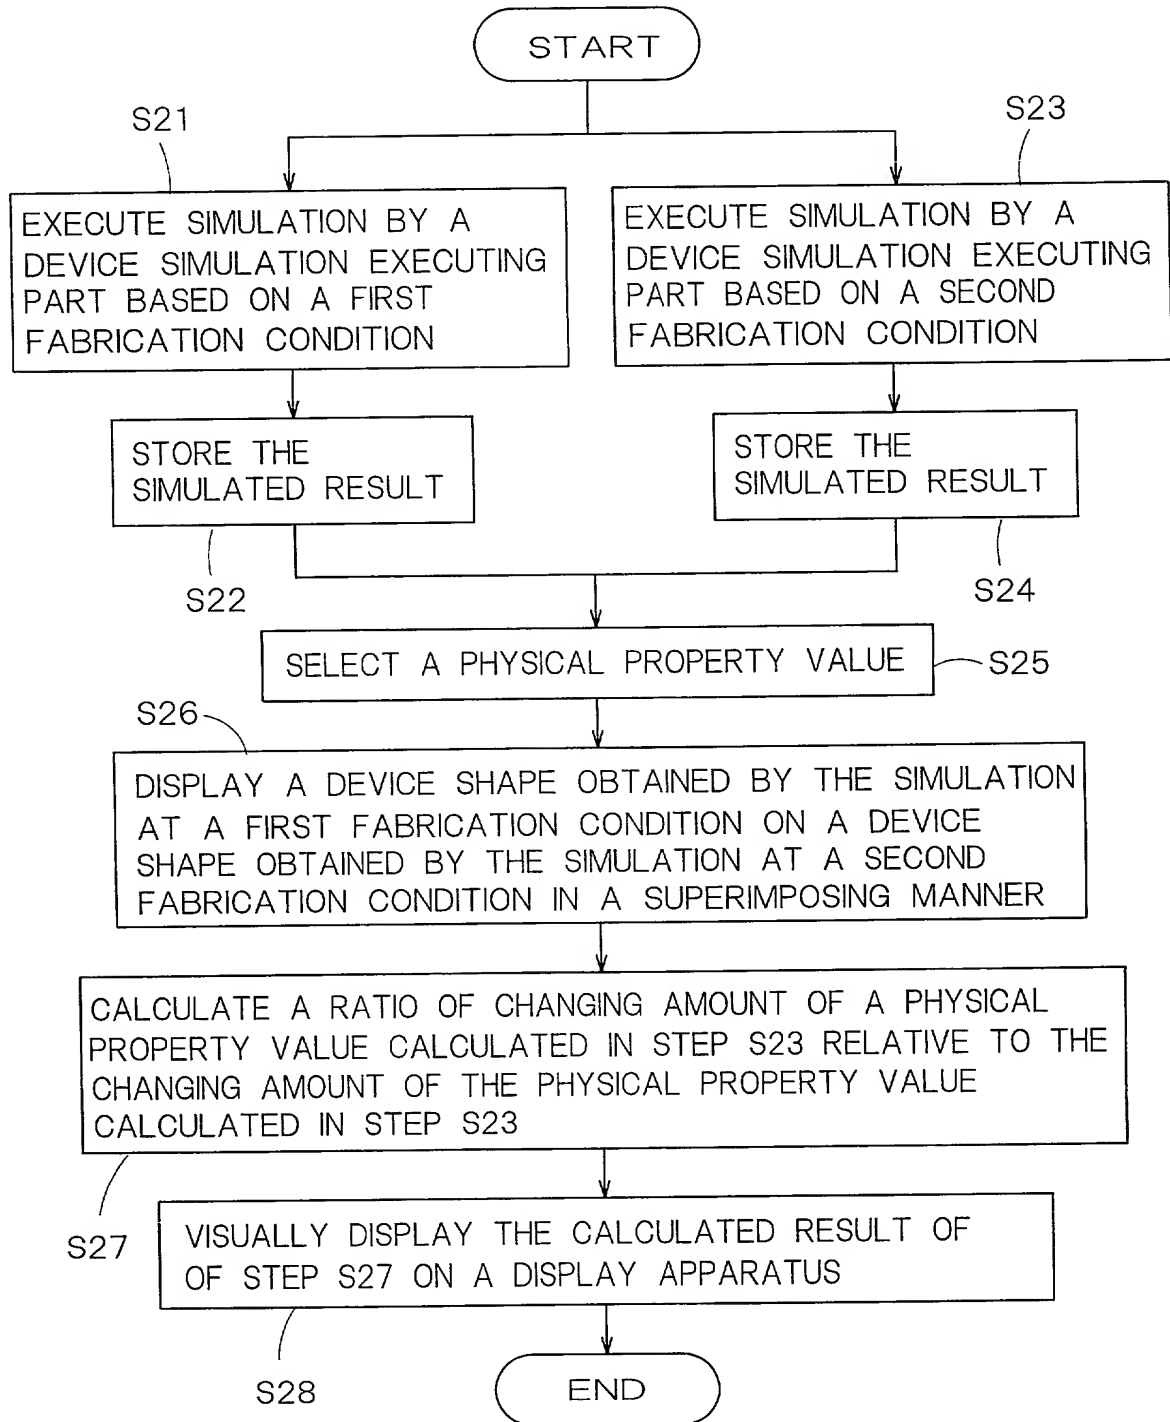 START
S21
S23
EXECUTE SIMULATION BY A
DEVICE SIMULATION EXECUTING
PART BASED ON A FIRST
FABRICATION CONDITION
EXECUTE SIMULATION BY A
DEVICE SIMULATION EXECUTING
PART BASED ON A SECOND
FABRICATION CONDITION
STORE THE
SIMULATED RESULT
STORE THE
SIMULATED RESULT
S22
S24
SELECT A PHYSICAL PROPERTY VALUE
S25
S26
DISPLAY A DEVICE SHAPE OBTAINED BY THE SIMULATION
AT A FIRST FABRICATION CONDITION ON A DEVICE
SHAPE OBTAINED BY THE SIMULATION AT A SECOND
FABRICATION CONDITION IN A SUPERIMPOSING MANNER
CALCULATE A RATIO OF CHANGING AMOUNT OF A PHYSICAL
PROPERTY VALUE CALCULATED IN STEP S23 RELATIVE TO THE
CHANGING AMOUNT OF THE PHYSICAL PROPERTY VALUE
CALCULATED IN STEP S23
S27
VISUALLY DISPLAY THE CALCULATED RESULT OF
OF STEP S27 ON A DISPLAY APPARATUS
S28
END